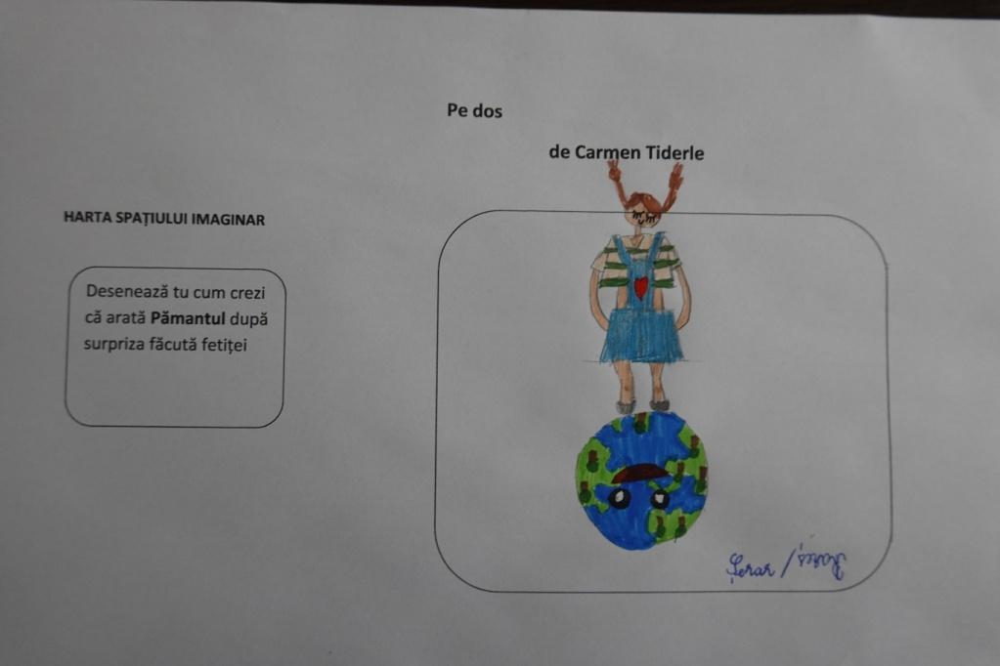 Pe dos
de Carmen Tiderle
HARTA SPAȚIULUI IMAGINAR
Desenează tu cum crezi
că arată Pămantul după
surpriza făcută fetiței